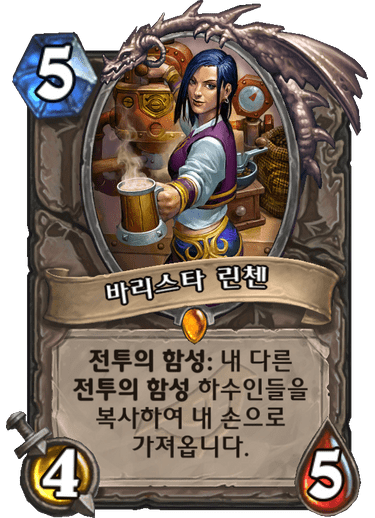 5
바리스타 린첸
전투의 함성: 내 다른
전투의 함성 하수인들을
복사하여 내 손으로
가져옵니다.
4
5